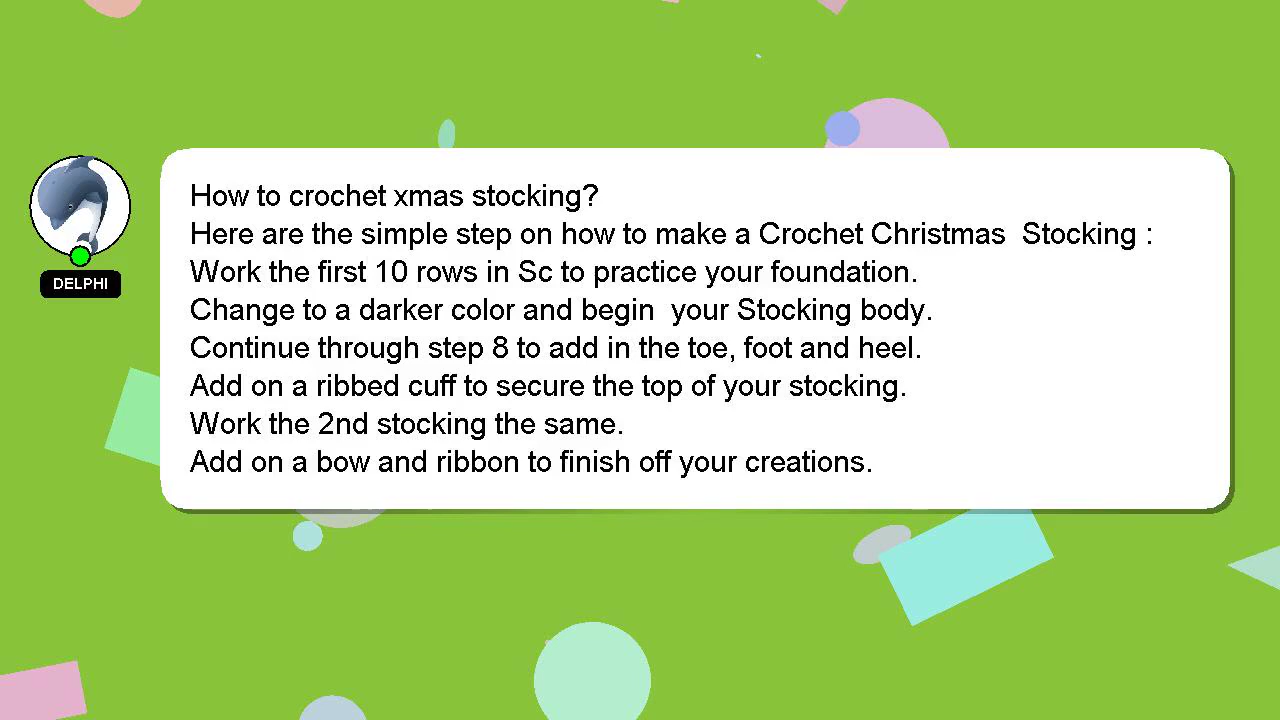 DELPHI
How to crochet xmas stocking?
Here are the simple step on how to make a Crochet Christmas  Stocking :
Work the first 10 rows in Sc to practice your foundation.
Change to a darker color and begin  your Stocking body.
Continue through step 8 to add in the toe, foot and heel.
Add on a ribbed cuff to secure the top of your stocking.
Work the 2nd stocking the same.
Add on a bow and ribbon to finish off your creations.